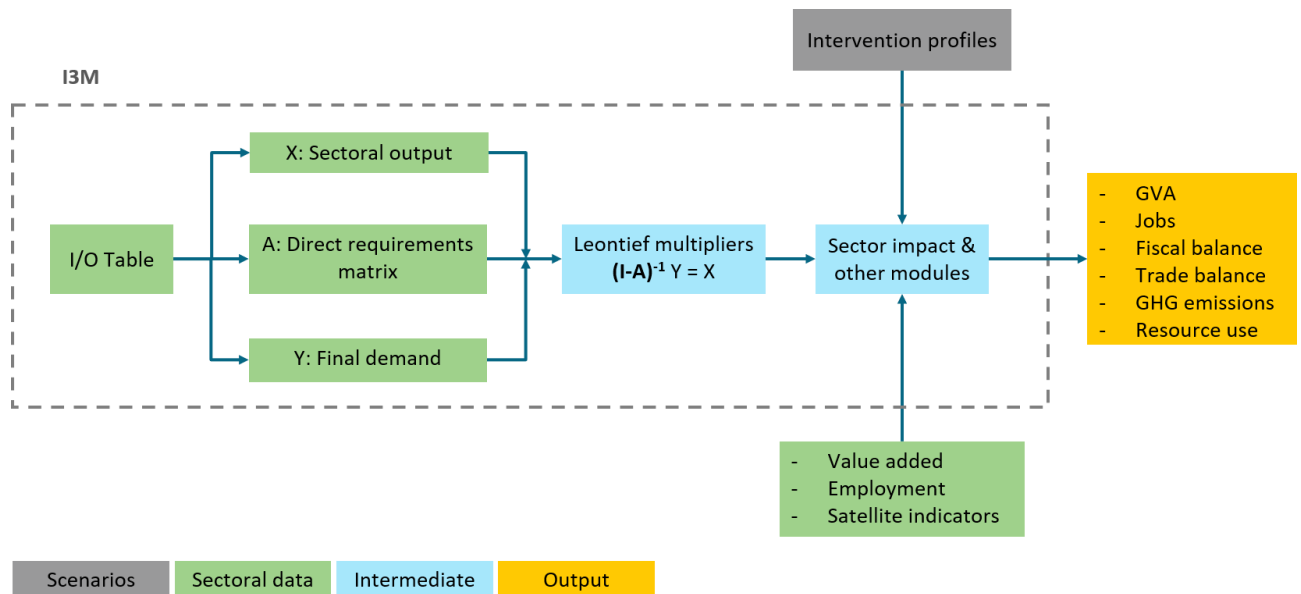 Intervention profiles
I3M
X: Sectoral output
I/O Table
A: Direct requirements
matrix
Leontief multipliers
(I-A)⁻¹ Y = X
Sector impact &
other modules
- GVA
- Jobs
- Fiscal balance
- Trade balance
- GHG emissions
- Resource use
Y: Final demand
- Value added
- Employment
- Satellite indicators
Scenarios
Sectoral data
Intermediate
Output